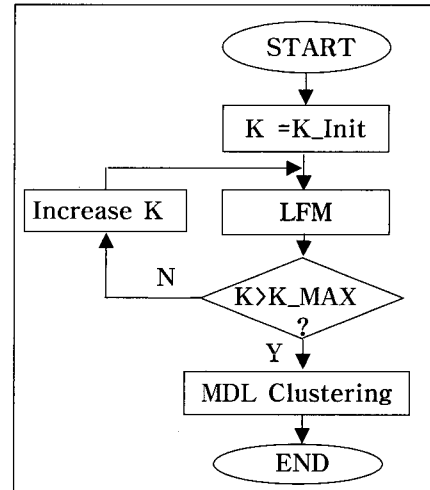 START
K =K_Init
Increase K
LFM
N
K>K_MAX
?
Y
MDL Clustering
END